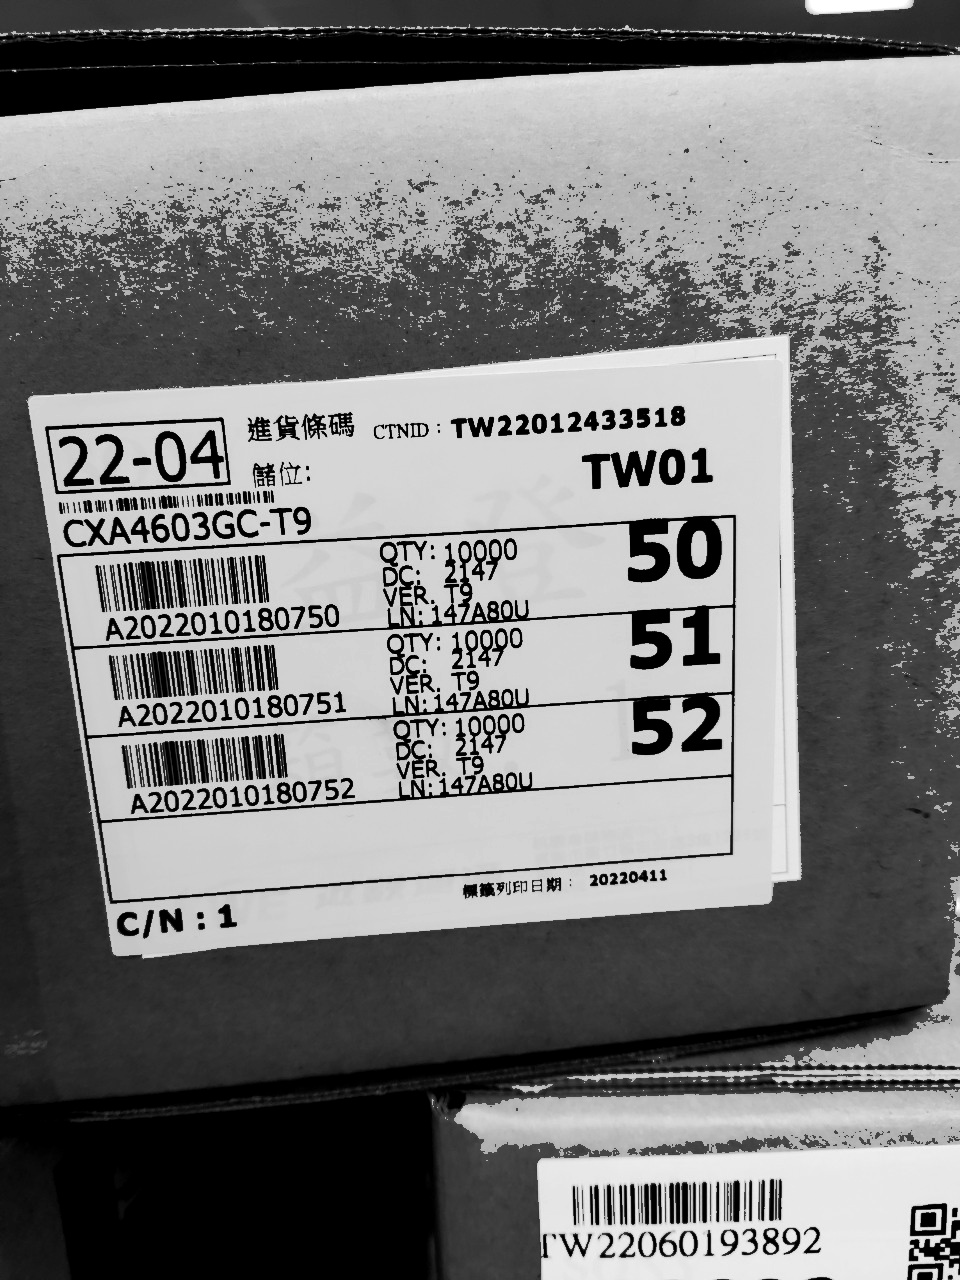 22-04
進貨條碼 CTNID : TW22012433518
儲位:
TW01
CXA4603GC-T9
QTY: 10000
DC: 2147
VER. T9
LN: 147A80U
50
A2022010180750
QTY: 10000
DC: 2147
VER. T9
LN: 147A80U
51
A2022010180751
QTY: 10000
DC: 2147
VER. T9
LN: 147A80U
52
A2022010180752
標籤列印日期 : 20220411
C/N : 1
TW22060193892